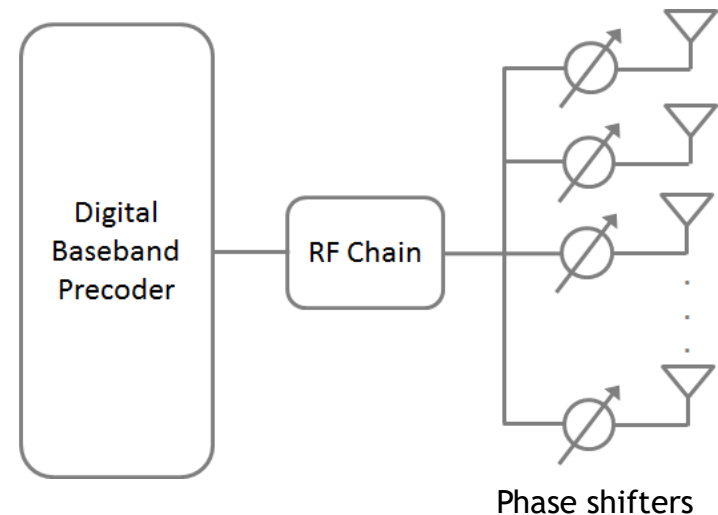 Digital
Baseband
Precoder
RF Chain
Phase shifters